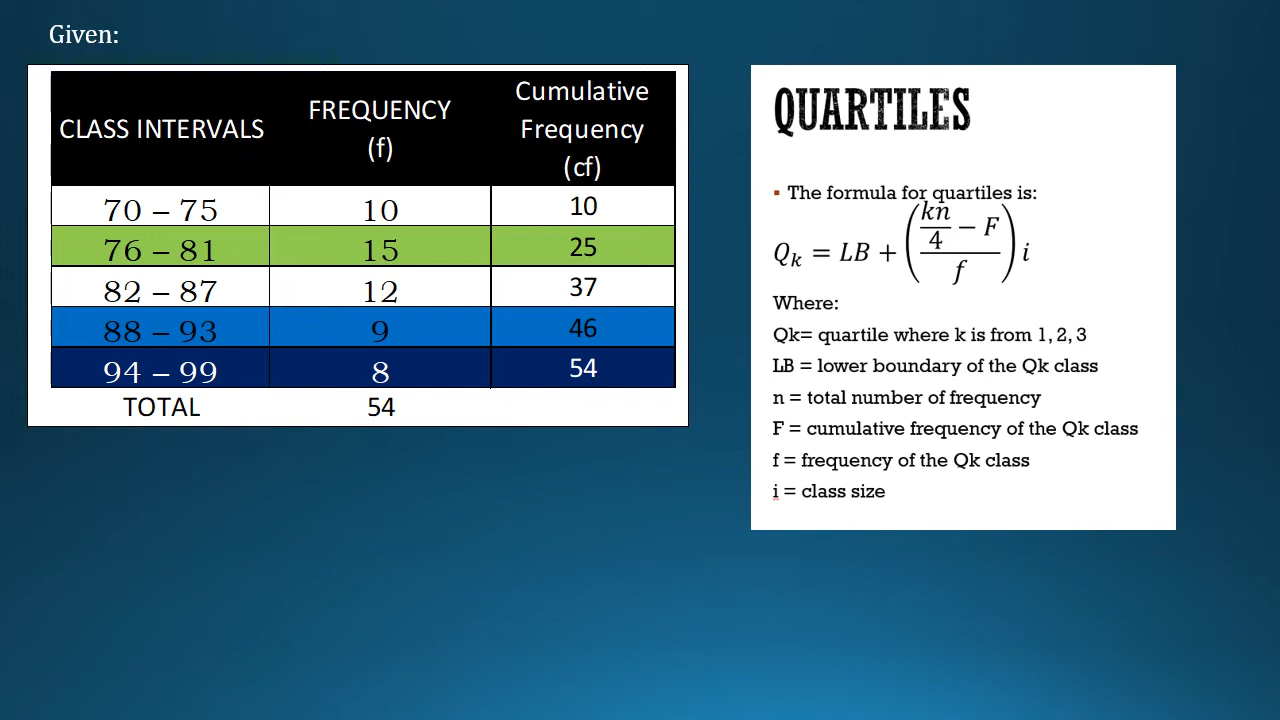 Given:
CLASS INTERVALS FREQUENCY (f) Cumulative Frequency (cf)
70 – 75 10 10
76 – 81 15 25
82 – 87 12 37
88 – 93 9 46
94 – 99 8 54
TOTAL 54
QUARTILES
▪ The formula for quartiles is:
Qₖ = LB + ((kn/4 − F)/f) i
Where:
Qk= quartile where k is from 1, 2, 3
LB = lower boundary of the Qk class
n = total number of frequency
F = cumulative frequency of the Qk class
f = frequency of the Qk class
i = class size